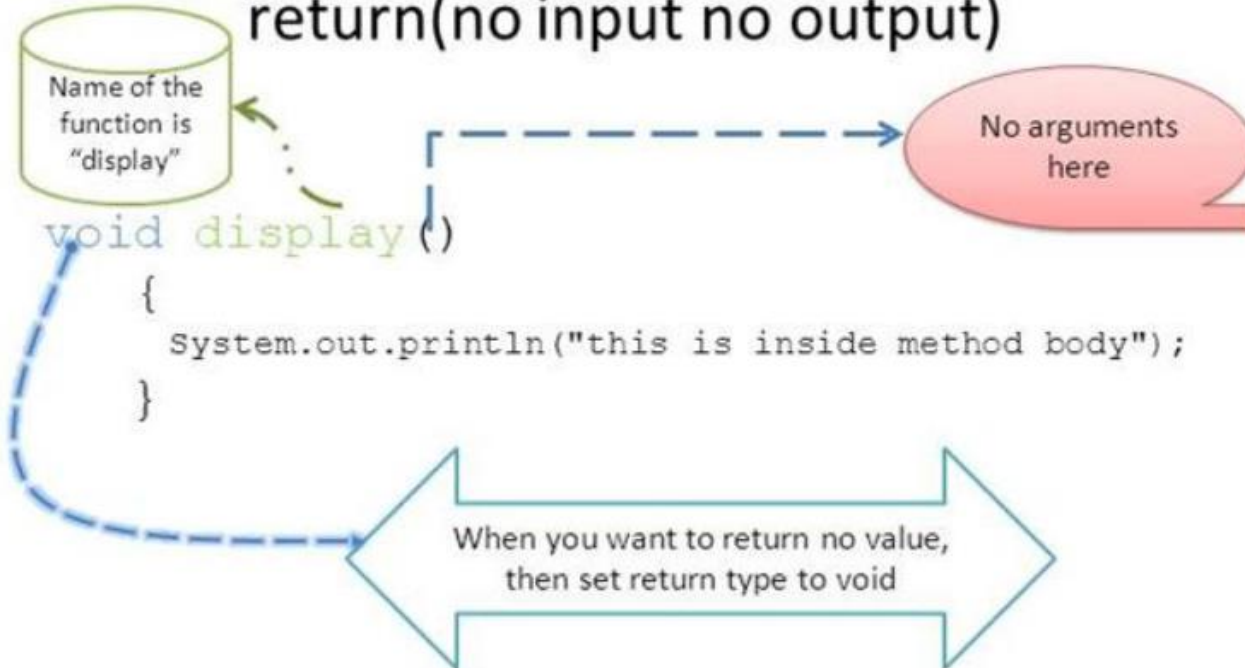 return(no input no output)
Name of the
function is
“display”
No arguments
here
void display()
{
System.out.println("this is inside method body");
}
When you want to return no value,
then set return type to void